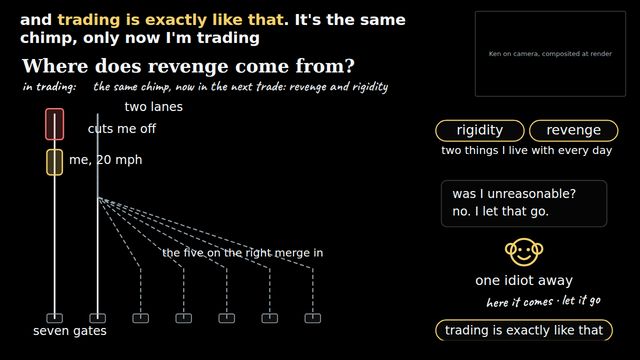 and trading is exactly like that. It's the same
chimp, only now I'm trading
Ken on camera, composited at render
Where does revenge come from?
in trading: the same chimp, now in the next trade: revenge and rigidity
two lanes
cuts me off
me, 20 mph
the five on the right merge in
seven gates
rigidity
revenge
two things I live with every day
was I unreasonable?
no. I let that go.
one idiot away
here it comes · let it go
trading is exactly like that